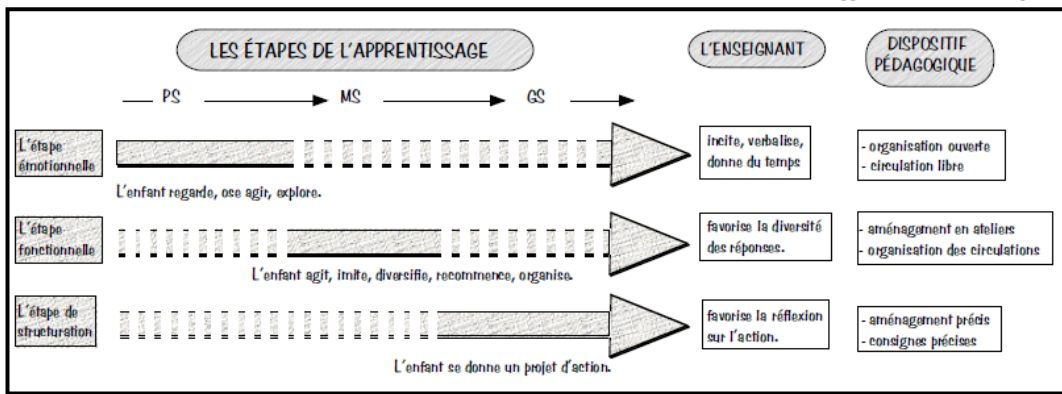 LES ÉTAPES DE L'APPRENTISSAGE
L'ENSEIGNANT
DISPOSITIF
PÉDAGOGIQUE
PS
MS
GS
L'étape
émotionnelle
L'enfant regarde, ose agir, explore.
incite, verbalise,
donne du temps
- organisation ouverte
- circulation libre
L'étape
fonctionnelle
L'enfant agit, imite, diversifie, recommence, organise.
favorise la diversité
des réponses.
- aménagement en ateliers
- organisation des circulations
L'étape de
structuration
L'enfant se donne un projet d'action.
favorise la réflexion
sur l'action.
- aménagement précis
- consignes précises